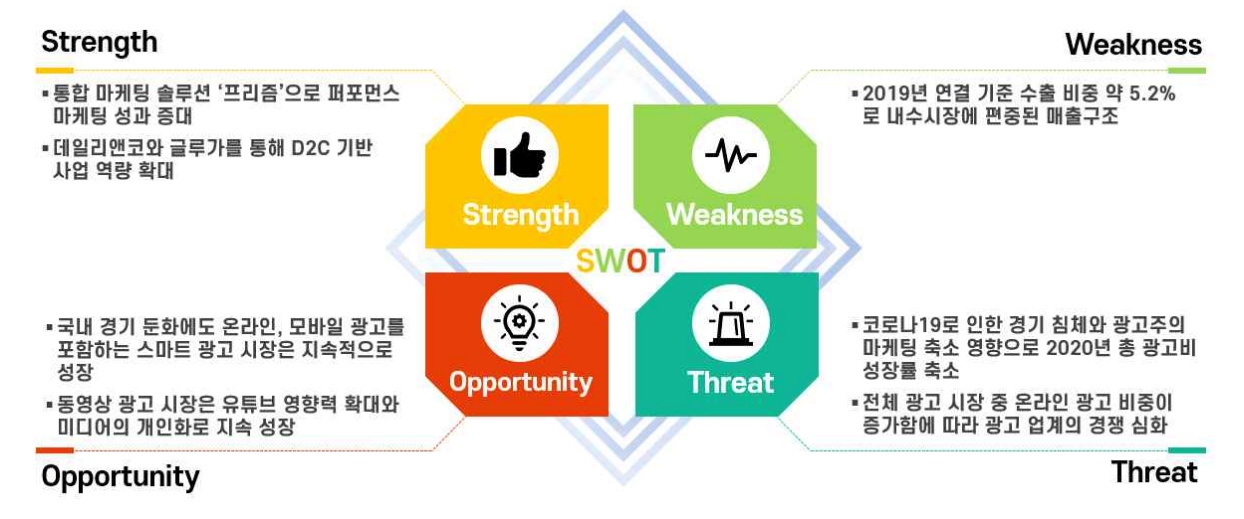 Strength
▪통합 마케팅 솔루션 ‘프리즘’으로 퍼포먼스
마케팅 성과 증대
▪데일리앤코와 글루가를 통해 D2C 기반
사업 역량 확대
Weakness
▪2019년 연결 기준 수출 비중 약 5.2%
로 내수시장에 편중된 매출구조
Strength
Weakness
SWOT
Opportunity
Threat
▪국내 경기 둔화에도 온라인, 모바일 광고를
포함하는 스마트 광고 시장은 지속적으로
성장
▪동영상 광고 시장은 유튜브 영향력 확대와
미디어의 개인화로 지속 성장
Opportunity
▪코로나19로 인한 경기 침체와 광고주의
마케팅 축소 영향으로 2020년 총 광고비
성장률 축소
▪전체 광고 시장 중 온라인 광고 비중이
증가함에 따라 광고 업계의 경쟁 심화
Threat